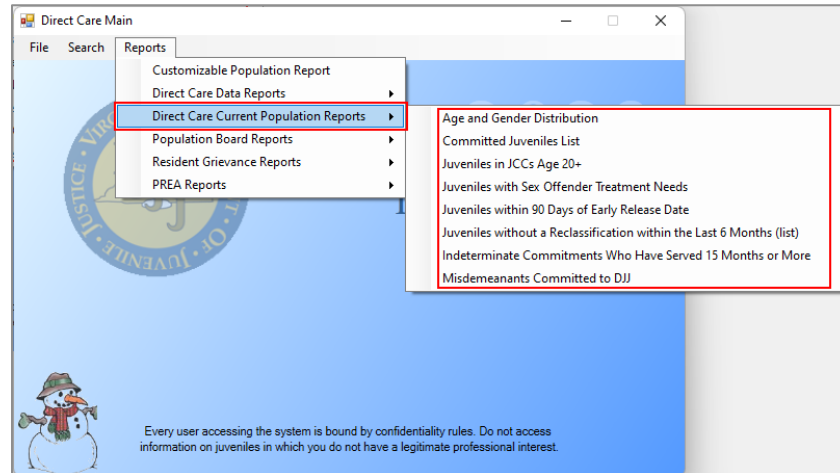 Direct Care Main
File Search Reports
Customizable Population Report
Direct Care Data Reports
Direct Care Current Population Reports
Population Board Reports
Resident Grievance Reports
PREA Reports
Age and Gender Distribution
Committed Juveniles List
Juveniles in JCCs Age 20+
Juveniles with Sex Offender Treatment Needs
Juveniles within 90 Days of Early Release Date
Juveniles without a Reclassification within the Last 6 Months (list)
Indeterminate Commitments Who Have Served 15 Months or More
Misdemeanants Committed to DJJ
Every user accessing the system is bound by confidentiality rules. Do not access
information on juveniles in which you do not have a legitimate professional interest.